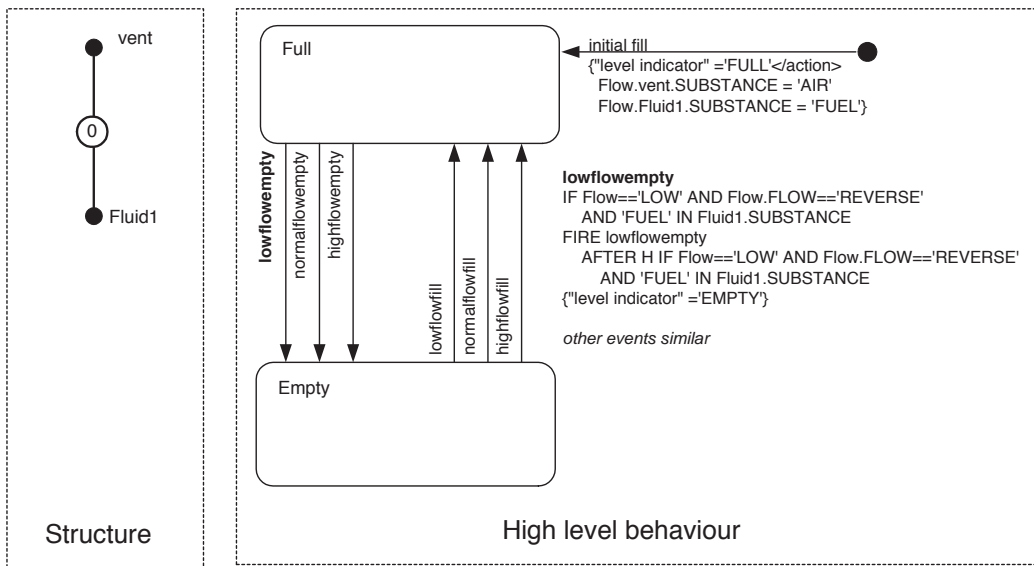 vent
0
Fluid1
Structure
Full
initial fill
{"level indicator" ='FULL'</action>
Flow.vent.SUBSTANCE = 'AIR'
Flow.Fluid1.SUBSTANCE = 'FUEL'}
lowflowempty
normalflowempty
highflowempty
lowflowfill
normalflowfill
highflowfill
lowflowempty
IF Flow=='LOW' AND Flow.FLOW=='REVERSE'
AND 'FUEL' IN Fluid1.SUBSTANCE
FIRE lowflowempty
AFTER H IF Flow=='LOW' AND Flow.FLOW=='REVERSE'
AND 'FUEL' IN Fluid1.SUBSTANCE
{"level indicator" ='EMPTY'}
other events similar
Empty
High level behaviour